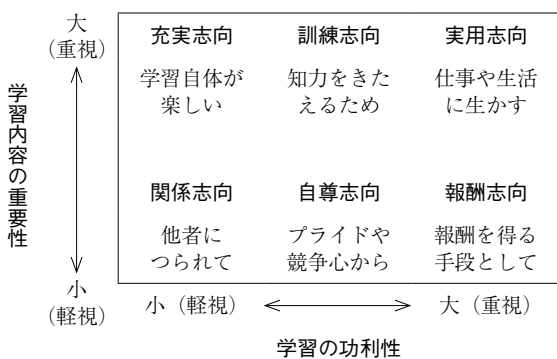 大
（重視）
学習内容の重要性
小
（軽視）
充実志向
学習自体が
楽しい
訓練志向
知力をきた
えるため
実用志向
仕事や生活
に生かす
関係志向
他者に
つられて
自尊志向
プライドや
競争心から
報酬志向
報酬を得る
手段として
小（軽視）
大（重視）
学習の功利性